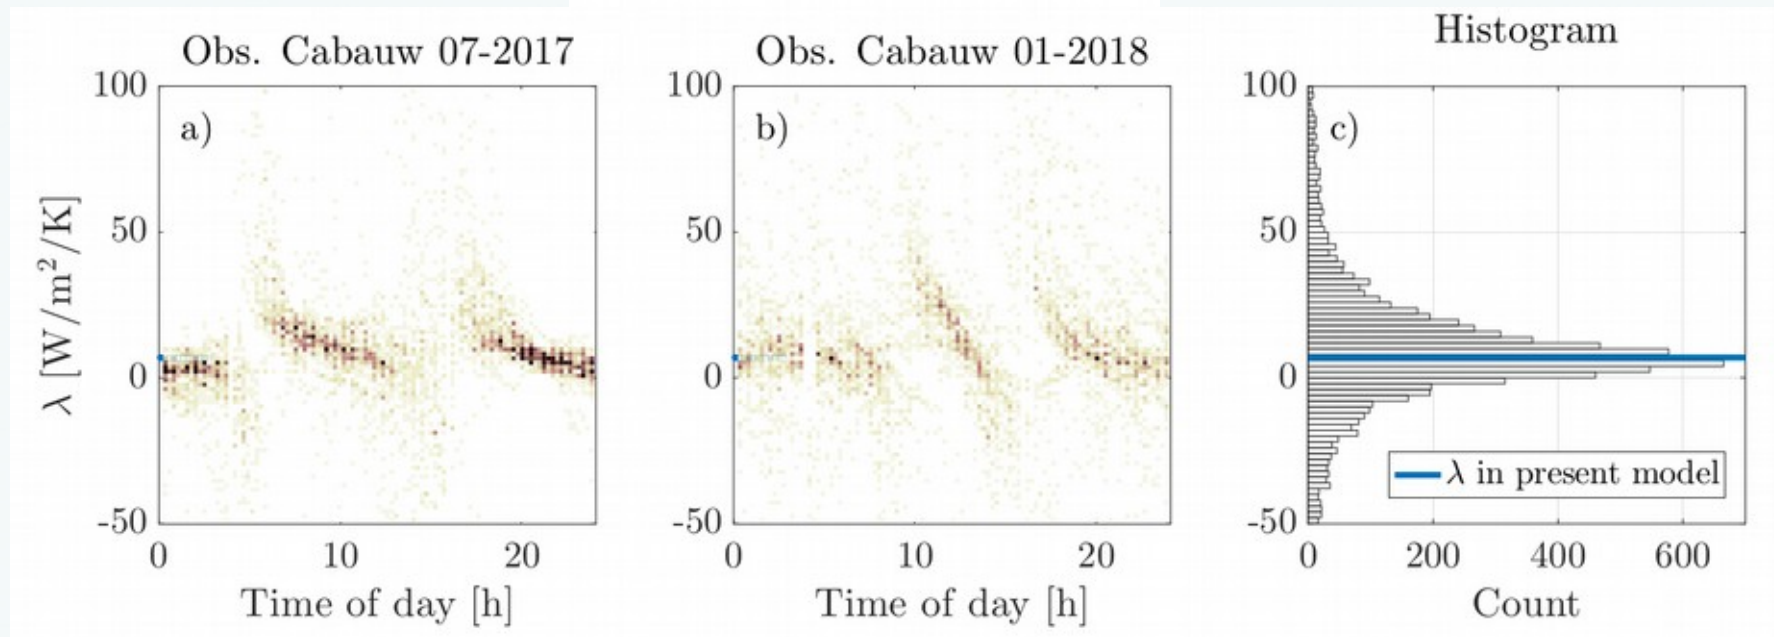 Obs. Cabauw 07-2017
Obs. Cabauw 01-2018
Histogram
a)
b)
c)
λ [W/m²/K]
100
50
0
-50
0
10
20
Time of day [h]
100
50
0
-50
0
10
20
Time of day [h]
100
50
0
-50
λ in present model
0
200
400
600
Count